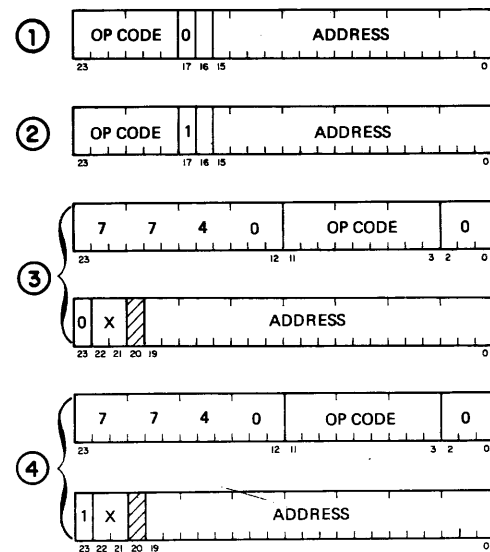 1 OP CODE 0 ADDRESS
23 17 16 15 0
2 OP CODE 1 ADDRESS
23 17 16 15 0
7 7 4 0 OP CODE 0
23 12 11 3 2 0
3
0 X ADDRESS
23 22 21 20 19 0
7 7 4 0 OP CODE 0
23 12 11 3 2 0
4
1 X ADDRESS
23 22 21 20 19 0